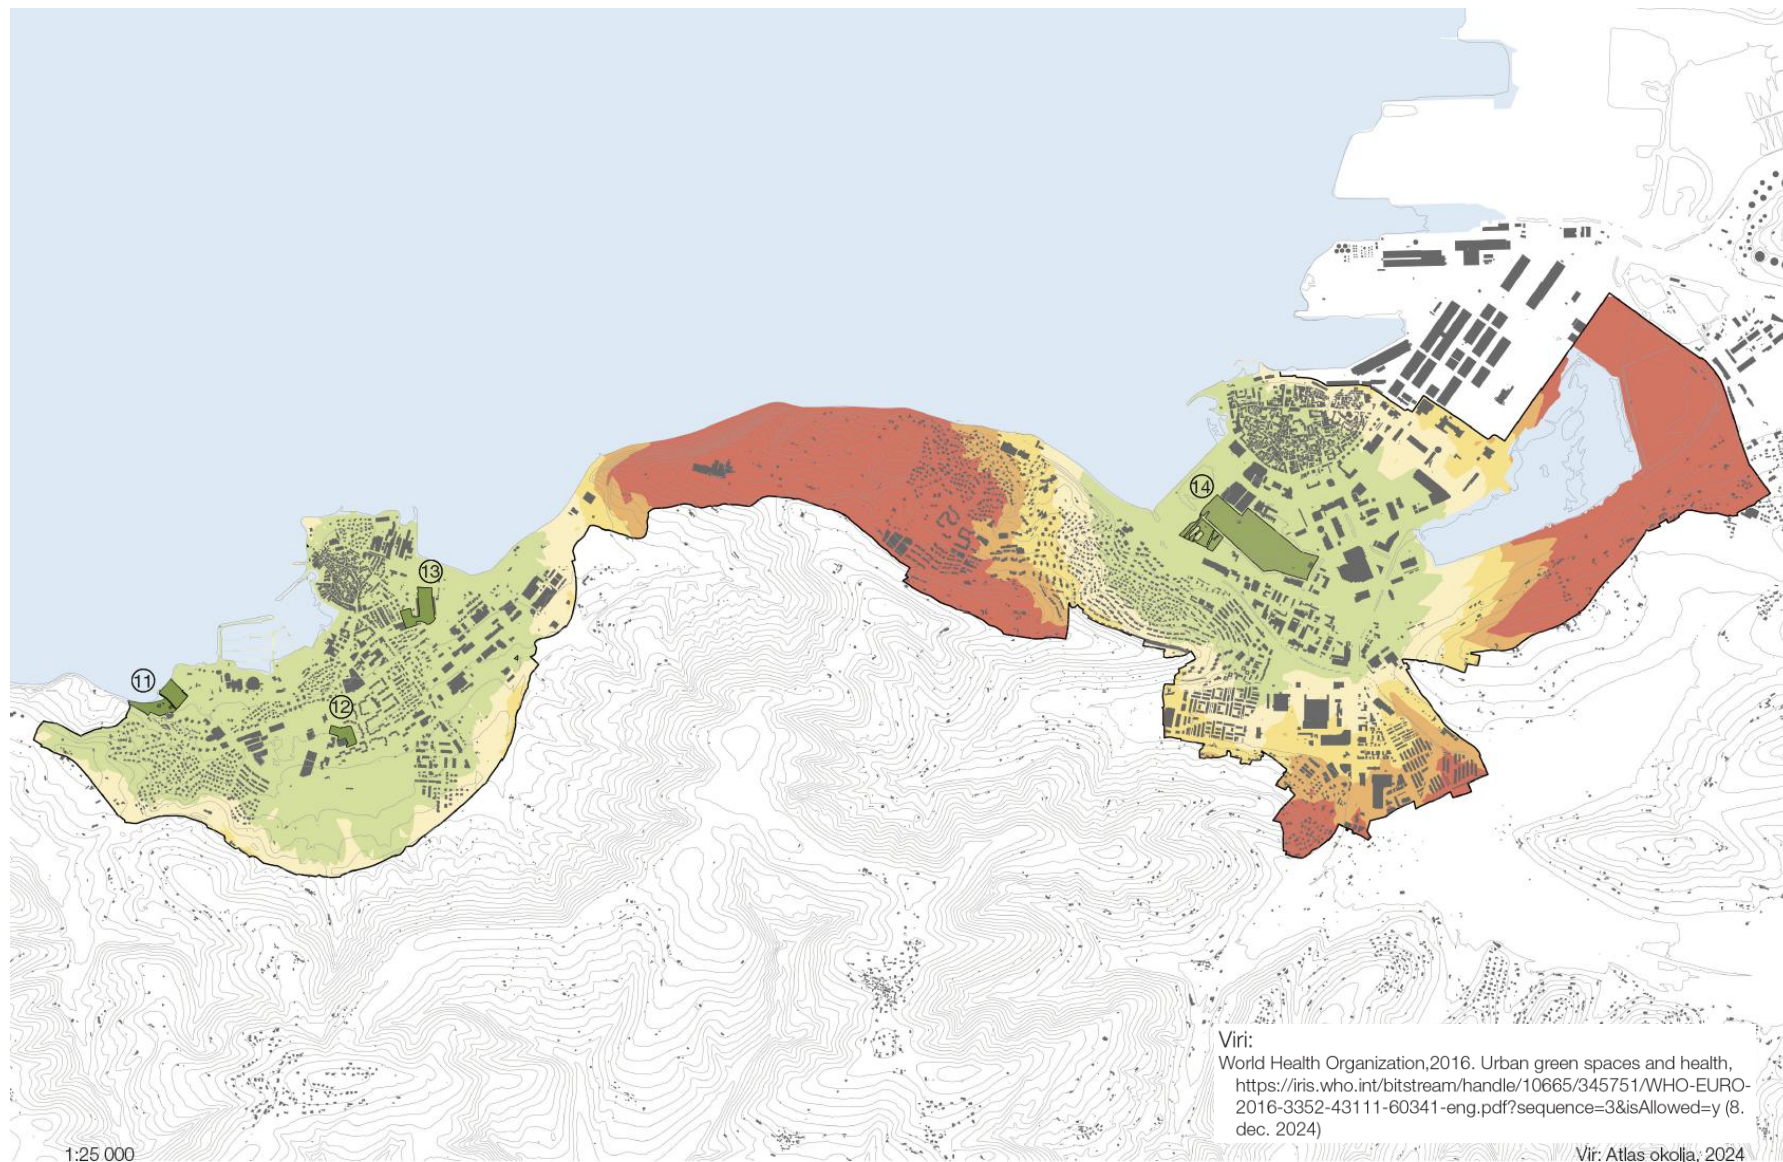 14
13
11
12
Viri:
World Health Organization,2016. Urban green spaces and health,
https://iris.who.int/bitstream/handle/10665/345751/WHO-EURO-
2016-3352-43111-60341-eng.pdf?sequence=3&isAllowed=y (8.
dec. 2024)
1:25 000
Vir: Atlas okolja, 2024